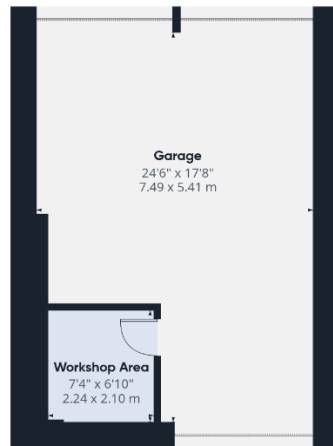 Garage
24'6" x 17'8"
7.49 x 5.41 m
Workshop Area
7'4" x 6'10"
2.24 x 2.10 m